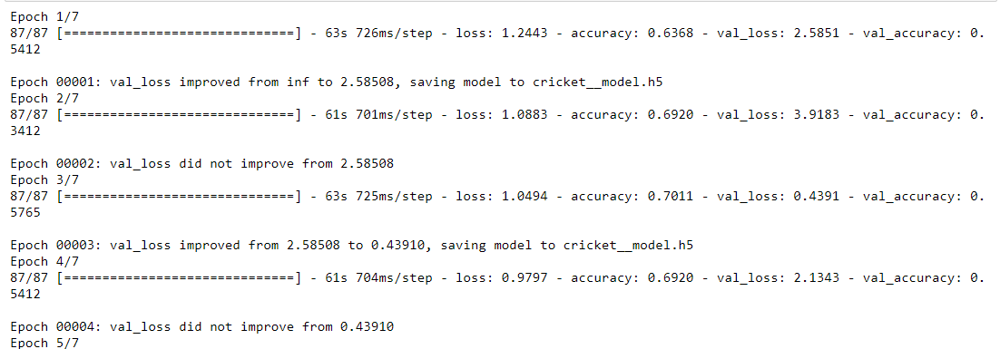 Epoch 1/7
87/87 [==============================] - 63s 726ms/step - loss: 1.2443 - accuracy: 0.6368 - val_loss: 2.5851 - val_accuracy: 0.
5412
Epoch 00001: val_loss improved from inf to 2.58508, saving model to cricket__model.h5
Epoch 2/7
87/87 [==============================] - 61s 701ms/step - loss: 1.0883 - accuracy: 0.6920 - val_loss: 3.9183 - val_accuracy: 0.
3412
Epoch 00002: val_loss did not improve from 2.58508
Epoch 3/7
87/87 [==============================] - 63s 725ms/step - loss: 1.0494 - accuracy: 0.7011 - val_loss: 0.4391 - val_accuracy: 0.
5765
Epoch 00003: val_loss improved from 2.58508 to 0.43910, saving model to cricket__model.h5
Epoch 4/7
87/87 [==============================] - 61s 704ms/step - loss: 0.9797 - accuracy: 0.6920 - val_loss: 2.1343 - val_accuracy: 0.
5412
Epoch 00004: val_loss did not improve from 0.43910
Epoch 5/7